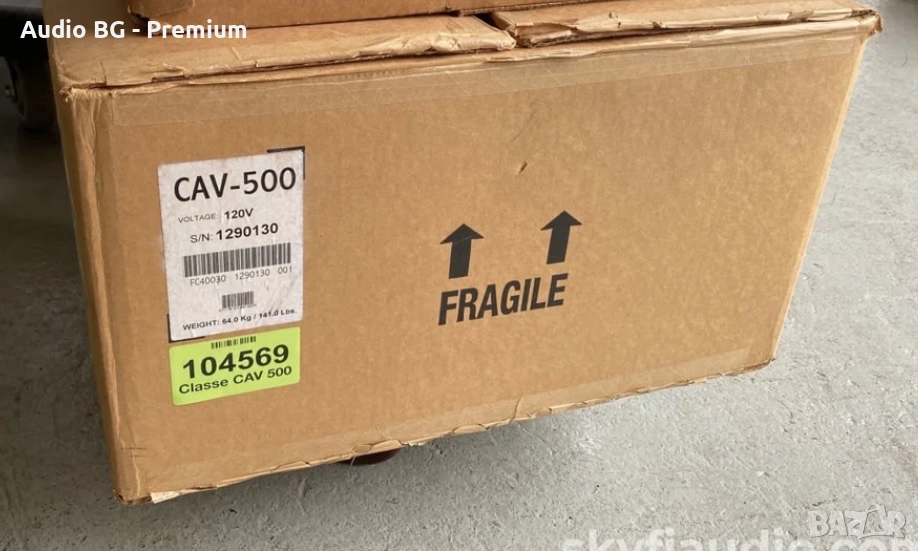 Audio BG - Premium
CAV-500
VOLTAGE: 120V
S/N: 1290130
FC40030 1290130 001
WEIGHT: 64.0 Kg / 141.0 Lbs.
104569
Classe CAV 500
FRAGILE
skyfiaudio.com
BAZAR